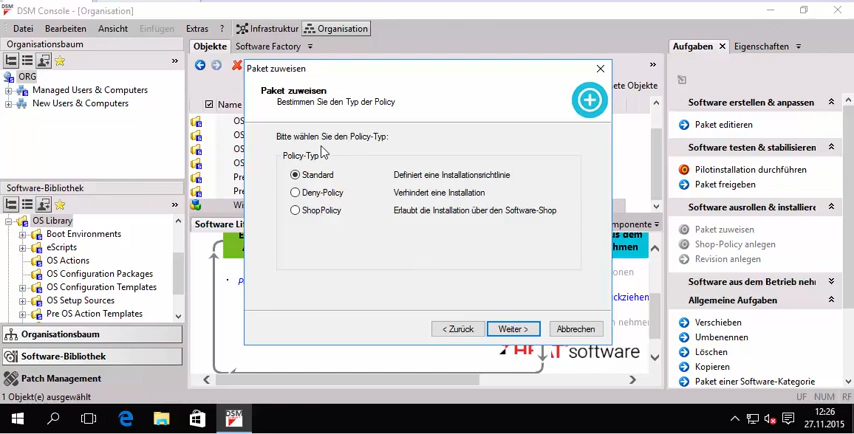 DSM Console - [Organisation]
Datei Bearbeiten Ansicht Einfügen Extras ? Infrastruktur Organisation
Organisationsbaum
ORG
Managed Users & Computers
New Users & Computers
Software-Bibliothek
OS Library
Boot Environments
eScripts
OS Actions
OS Configuration Packages
OS Configuration Templates
OS Setup Sources
Pre OS Action Templates
Organisationsbaum
Software-Bibliothek
Patch Management
1 Objekt(e) ausgewählt
Objekte Software Factory
Name
Software Li
Paket zuweisen
Paket zuweisen
Bestimmen Sie den Typ der Policy
Bitte wählen Sie den Policy-Typ:
Policy-Typ
Standard Definiert eine Installationsrichtlinie
Deny-Policy Verhindert eine Installation
ShopPolicy Erlaubt die Installation über den Software-Shop
< Zurück Weiter > Abbrechen
software
Aufgaben Eigenschaften
Software erstellen & anpassen
Paket editieren
Software testen & stabilisieren
Pilotinstallation durchführen
Paket freigeben
Software ausrollen & installiere
Paket zuweisen
Shop-Policy anlegen
Revision anlegen
Software aus dem Betrieb nehr
Allgemeine Aufgaben
Verschieben
Umbenennen
Löschen
Kopieren
Paket einer Software-Kategorie
UF NUM RF
12:26
27.11.2015